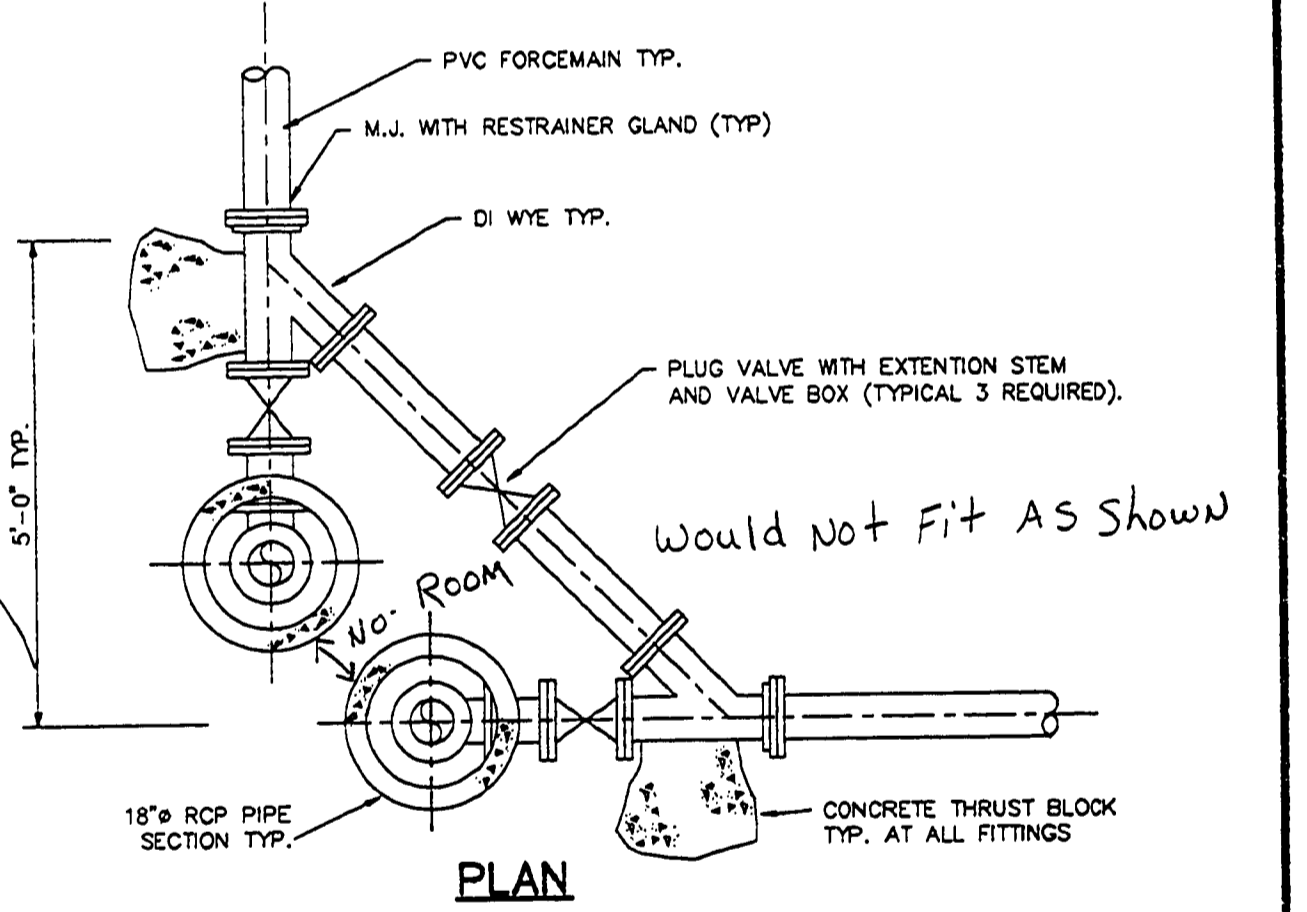 PVC FORCEMAIN TYP.
M.J. WITH RESTRAINER GLAND (TYP)
DI WYE TYP.
PLUG VALVE WITH EXTENTION STEM
AND VALVE BOX (TYPICAL 3 REQUIRED).
5'-0" TYP.
Would Not Fit AS Shown
NO ROOM
18"ø RCP PIPE
SECTION TYP.
CONCRETE THRUST BLOCK
TYP. AT ALL FITTINGS
PLAN